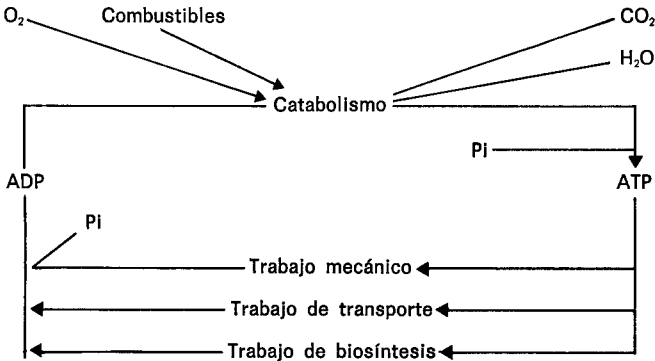 O₂
Combustibles
CO₂
H₂O
Catabolismo
Pi
ADP
ATP
Pi
Trabajo mecánico
Trabajo de transporte
Trabajo de biosíntesis